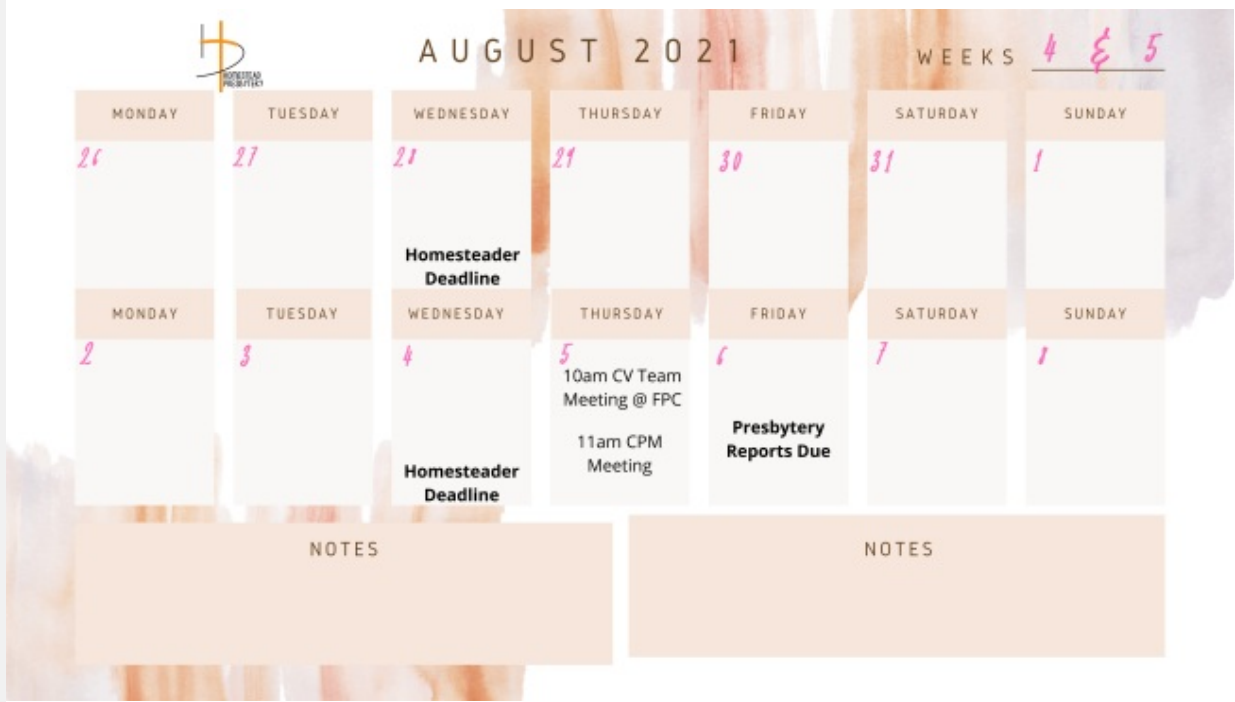 HOMESTEAD
PRESBYTERY
AUGUST 2021
WEEKS 4 & 5
MONDAY TUESDAY WEDNESDAY THURSDAY FRIDAY SATURDAY SUNDAY
26 27 28 29 30 31 1
Homesteader
Deadline
MONDAY TUESDAY WEDNESDAY THURSDAY FRIDAY SATURDAY SUNDAY
2 3 4 5 6 7 8
10am CV Team
Meeting @ FPC
11am CPM
Meeting
Presbytery
Reports Due
Homesteader
Deadline
NOTES
NOTES